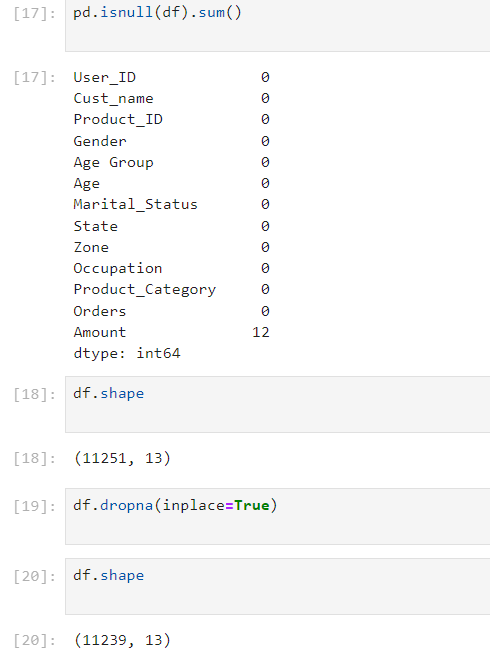 [17]: pd.isnull(df).sum()
[17]: User_ID 0
Cust_name 0
Product_ID 0
Gender 0
Age Group 0
Age 0
Marital_Status 0
State 0
Zone 0
Occupation 0
Product_Category 0
Orders 0
Amount 12
dtype: int64
[18]: df.shape
[18]: (11251, 13)
[19]: df.dropna(inplace=True)
[20]: df.shape
[20]: (11239, 13)